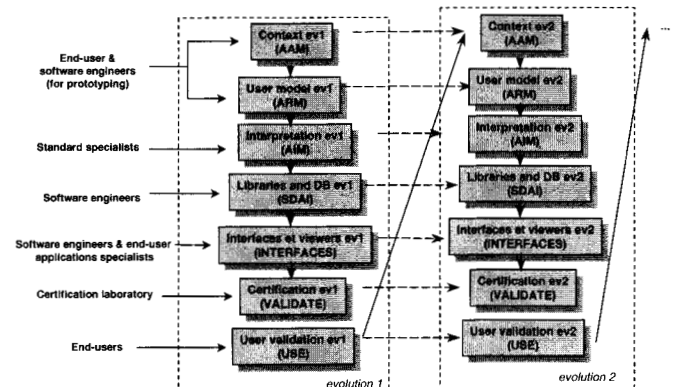 End-user &
software engineers
(for prototyping)
Standard specialists
Software engineers
Software engineers & end-user
applications specialists
Certification laboratory
End-users
Context ev1
(AAM)
User model ev1
(ARM)
Interpretation ev1
(AIM)
Libraries and DB ev1
(SDAI)
Interfaces et viewers ev1
(INTERFACES)
Certification ev1
(VALIDATE)
User validation ev1
(USE)
evolution 1
Context ev2
(AAM)
User model ev2
(ARM)
Interpretation ev2
(AIM)
Libraries and DB ev2
(SDAI)
Interfaces et viewers ev2
(INTERFACES)
Certification ev2
(VALIDATE)
User validation ev2
(USE)
evolution 2
...